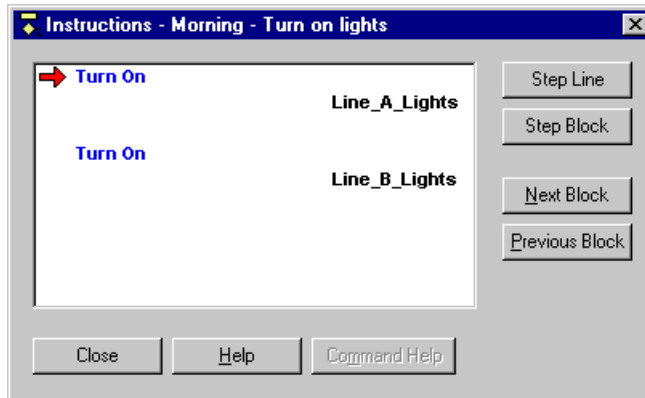 Instructions - Morning - Turn on lights
Turn On
Line_A_Lights
Turn On
Line_B_Lights
Step Line
Step Block
Next Block
Previous Block
Close
Help
Command Help